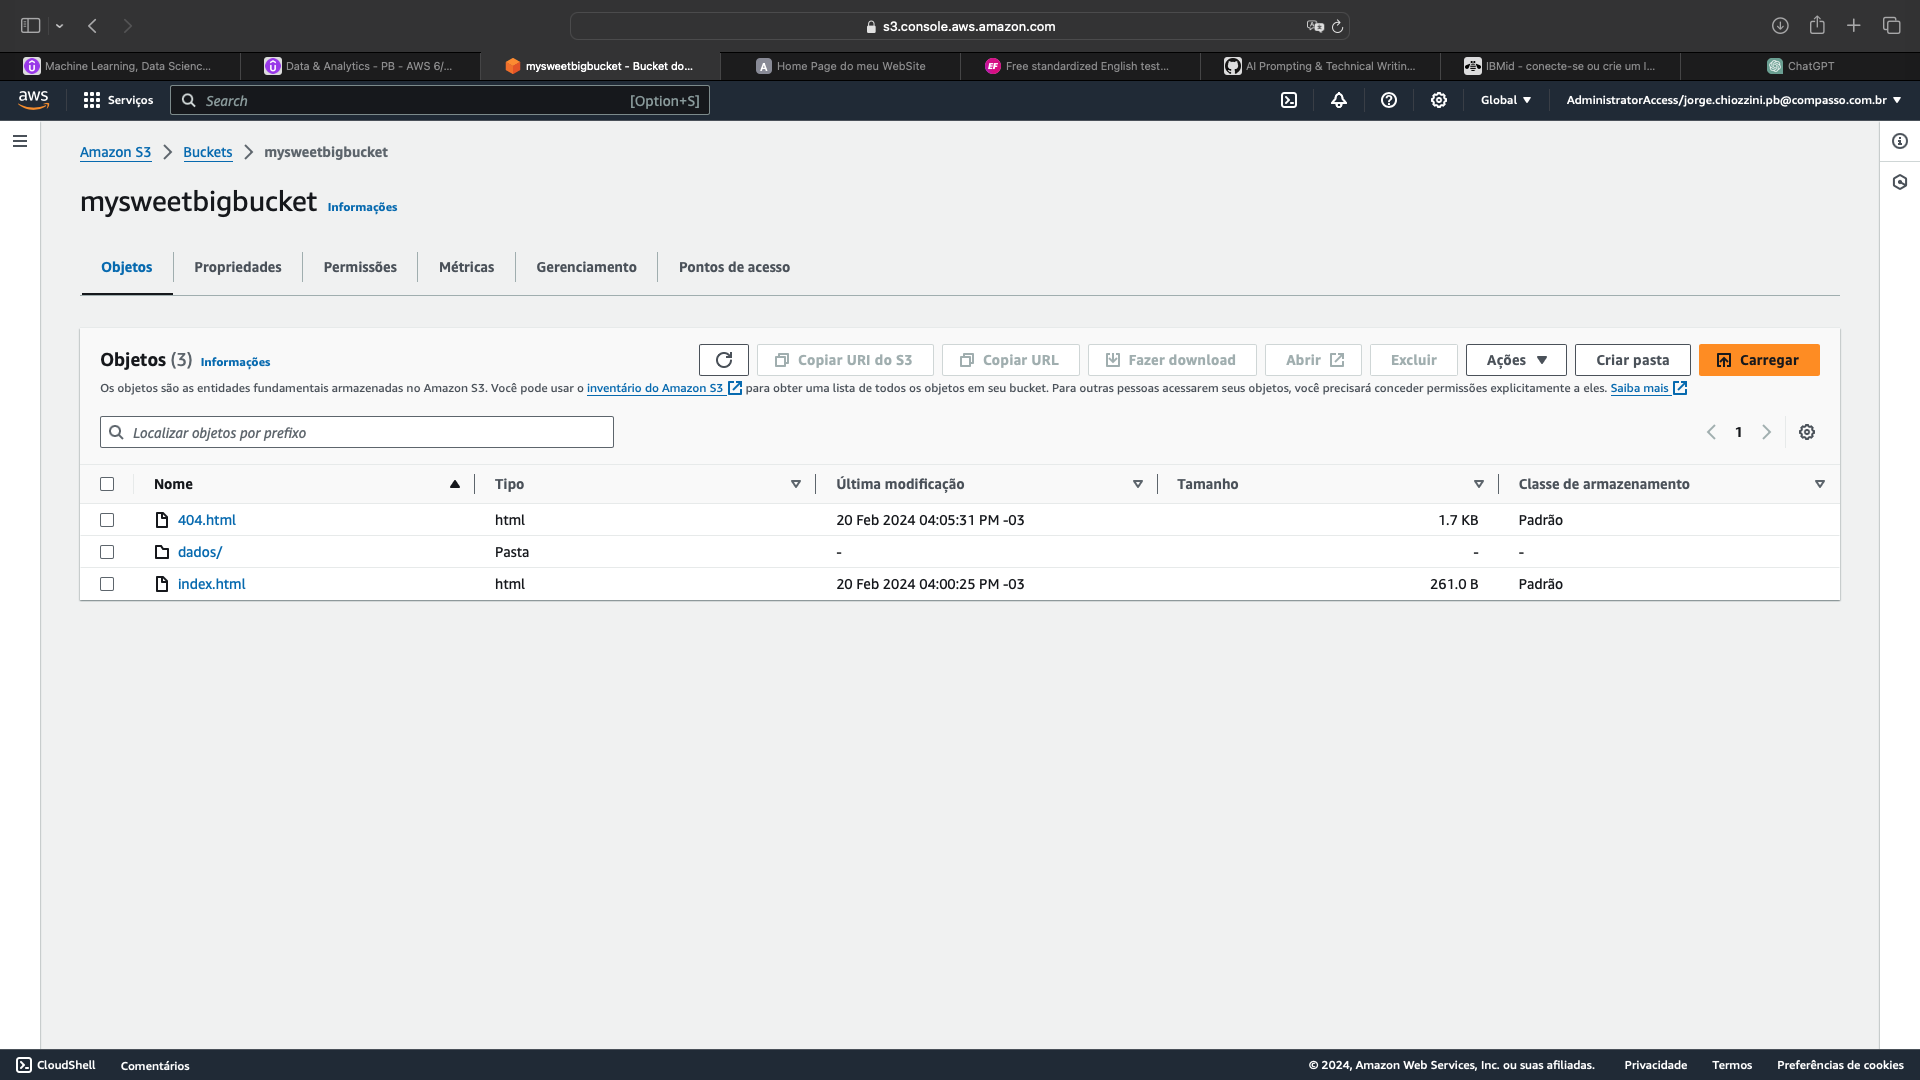 s3.console.aws.amazon.com
Machine Learning, Data Scienc...
Data & Analytics - PB - AWS 6/...
mysweetbigbucket - Bucket do...
A Home Page do meu WebSite
EF Free standardized English test...
AI Prompting & Technical Writin...
IBMid - conecte-se ou crie um I...
ChatGPT
aws Serviços Search [Option+S] Global AdministratorAccess/jorge.chiozzini.pb@compasso.com.br
Amazon S3 Buckets mysweetbigbucket
mysweetbigbucket Informações
Objetos Propriedades Permissões Métricas Gerenciamento Pontos de acesso
Objetos (3) Informações Copiar URI do S3 Copiar URL Fazer download Abrir Excluir Ações Criar pasta Carregar
Os objetos são as entidades fundamentais armazenadas no Amazon S3. Você pode usar o inventário do Amazon S3 para obter uma lista de todos os objetos em seu bucket. Para outras pessoas acessarem seus objetos, você precisará conceder permissões explicitamente a eles. Saiba mais
Localizar objetos por prefixo 1
Nome Tipo Última modificação Tamanho Classe de armazenamento
404.html html 20 Feb 2024 04:05:31 PM -03 1.7 KB Padrão
dados/ Pasta - - -
index.html html 20 Feb 2024 04:00:25 PM -03 261.0 B Padrão
CloudShell Comentários © 2024, Amazon Web Services, Inc. ou suas afiliadas. Privacidade Termos Preferências de cookies